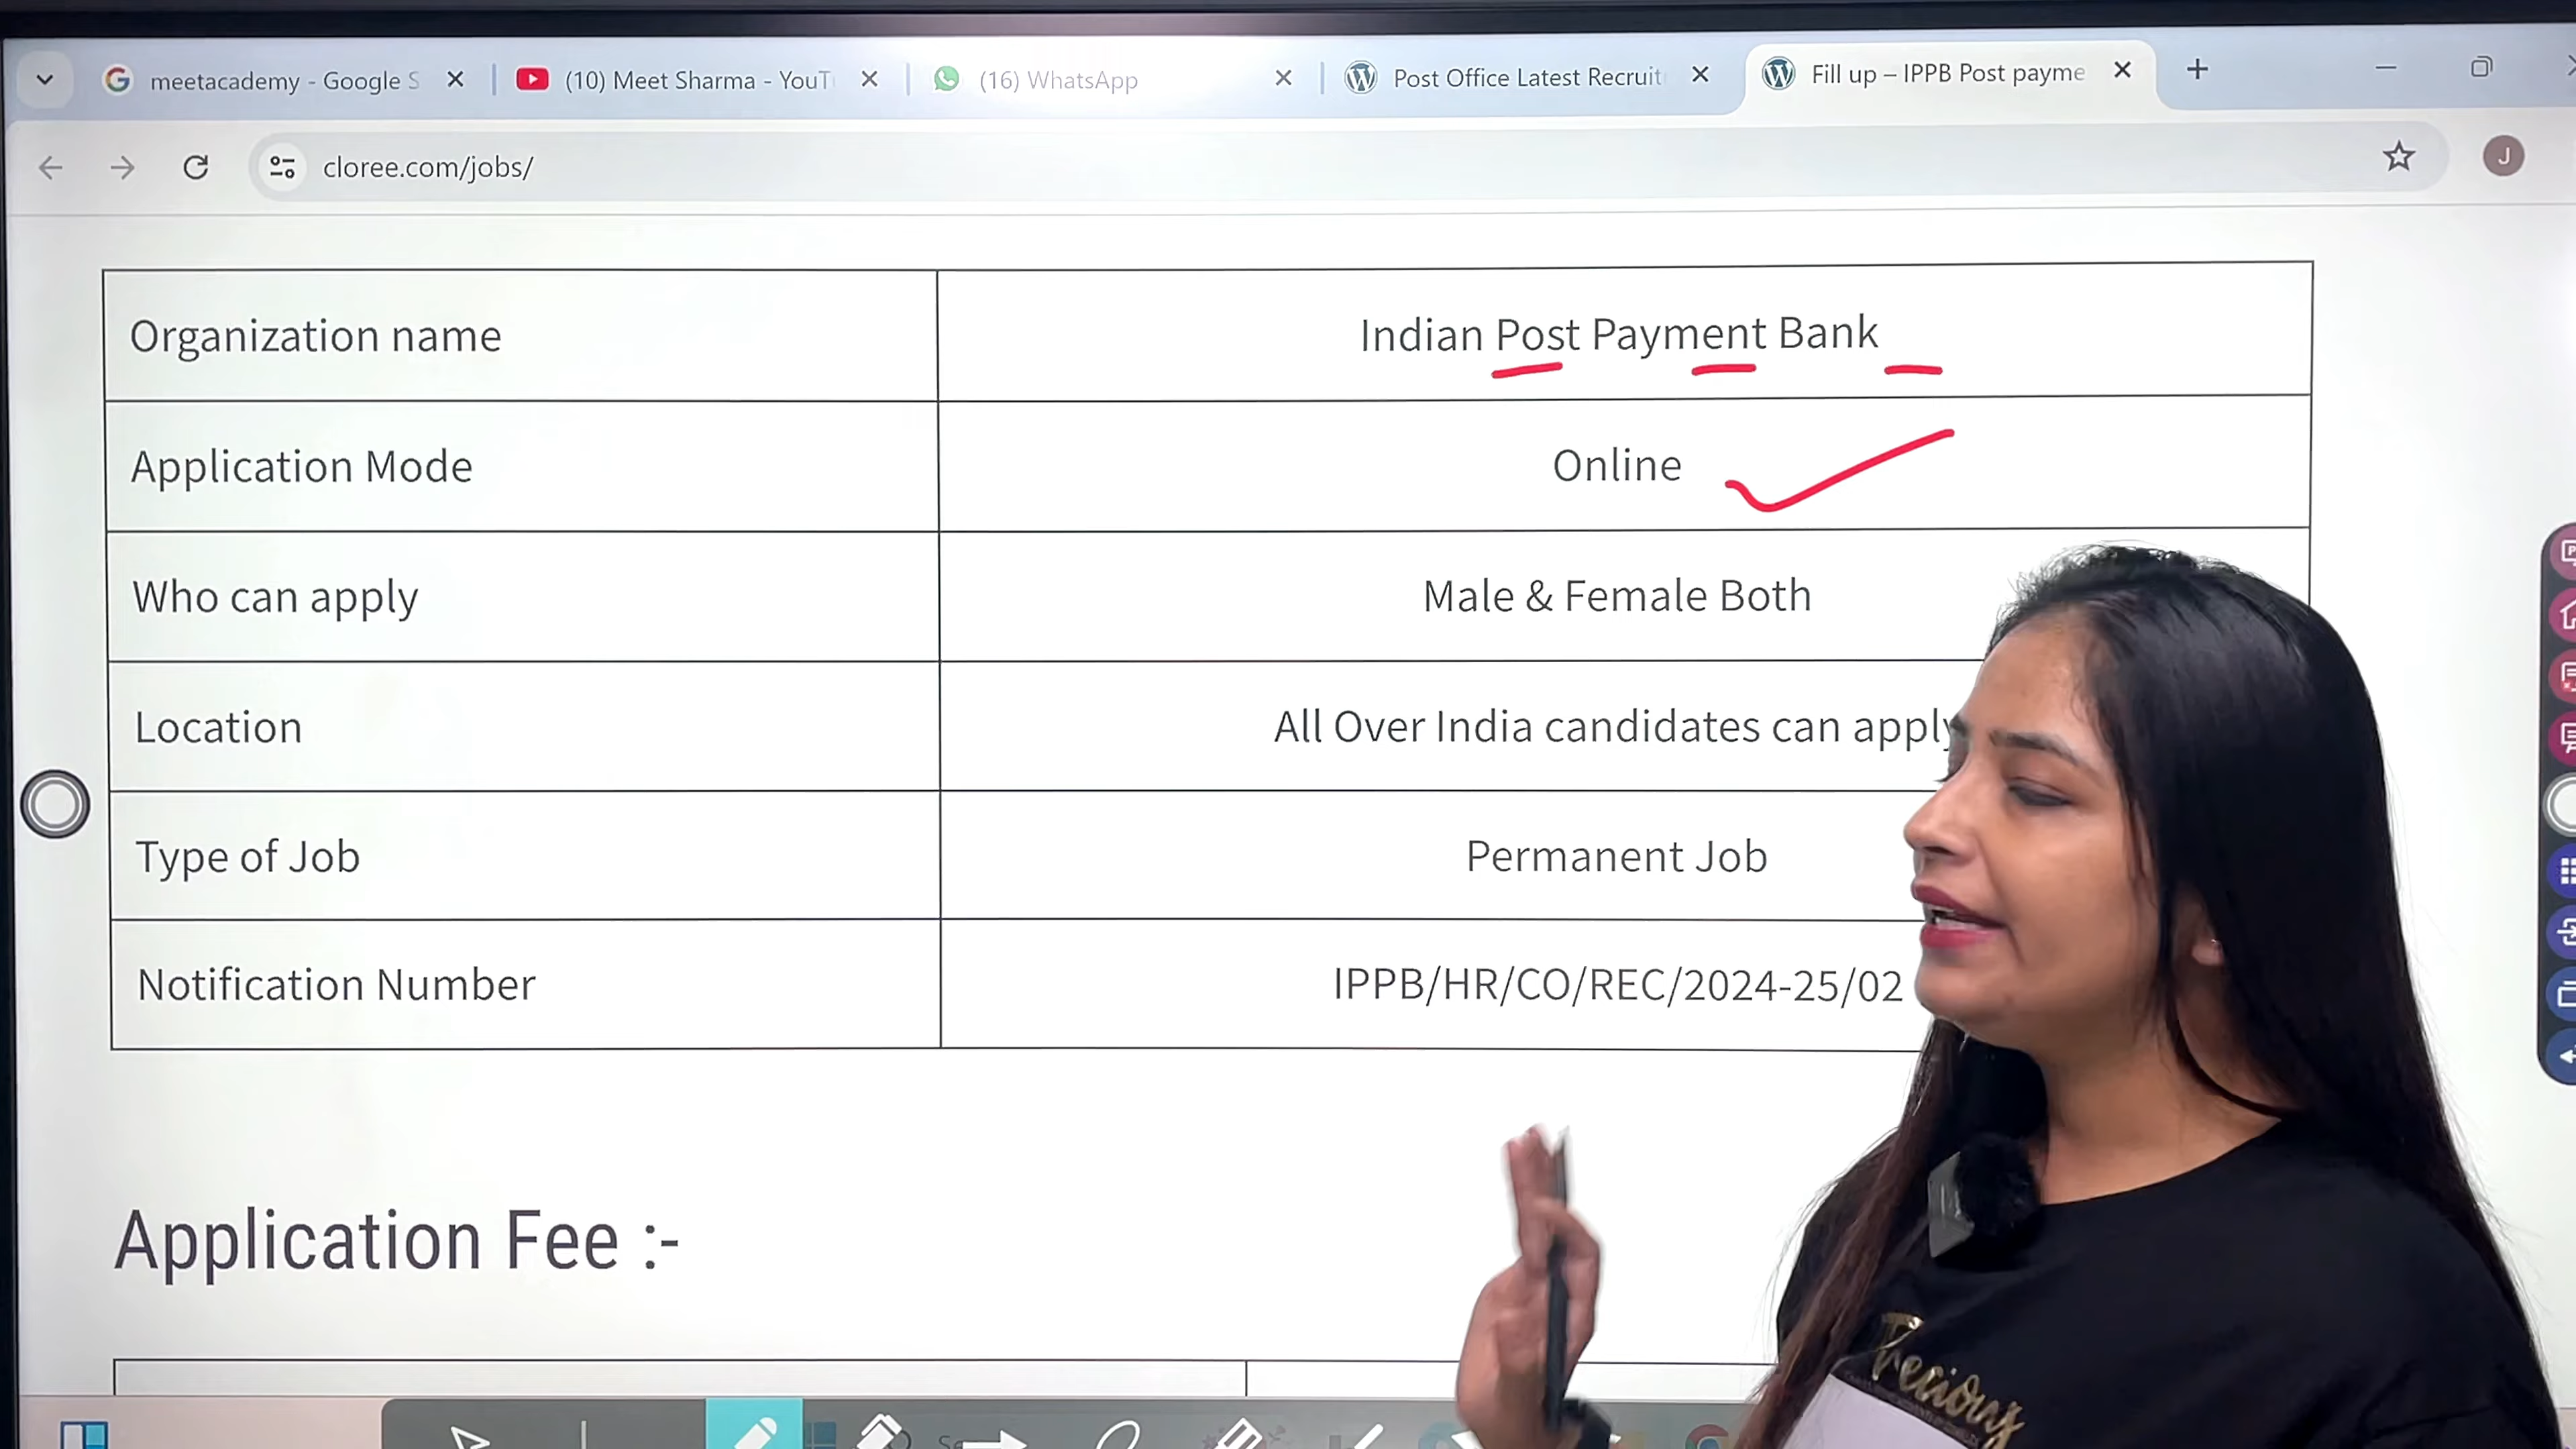 meetacademy - Google S
(10) Meet Sharma - YouT
(16) WhatsApp
Post Office Latest Recruit
Fill up – IPPB Post payme
cloree.com/jobs/
J
Organization name
Indian Post Payment Bank
Application Mode
Online
Who can apply
Male & Female Both
Location
All Over India candidates can apply
Type of Job
Permanent Job
Notification Number
IPPB/HR/CO/REC/2024-25/02
Application Fee :-
Precious